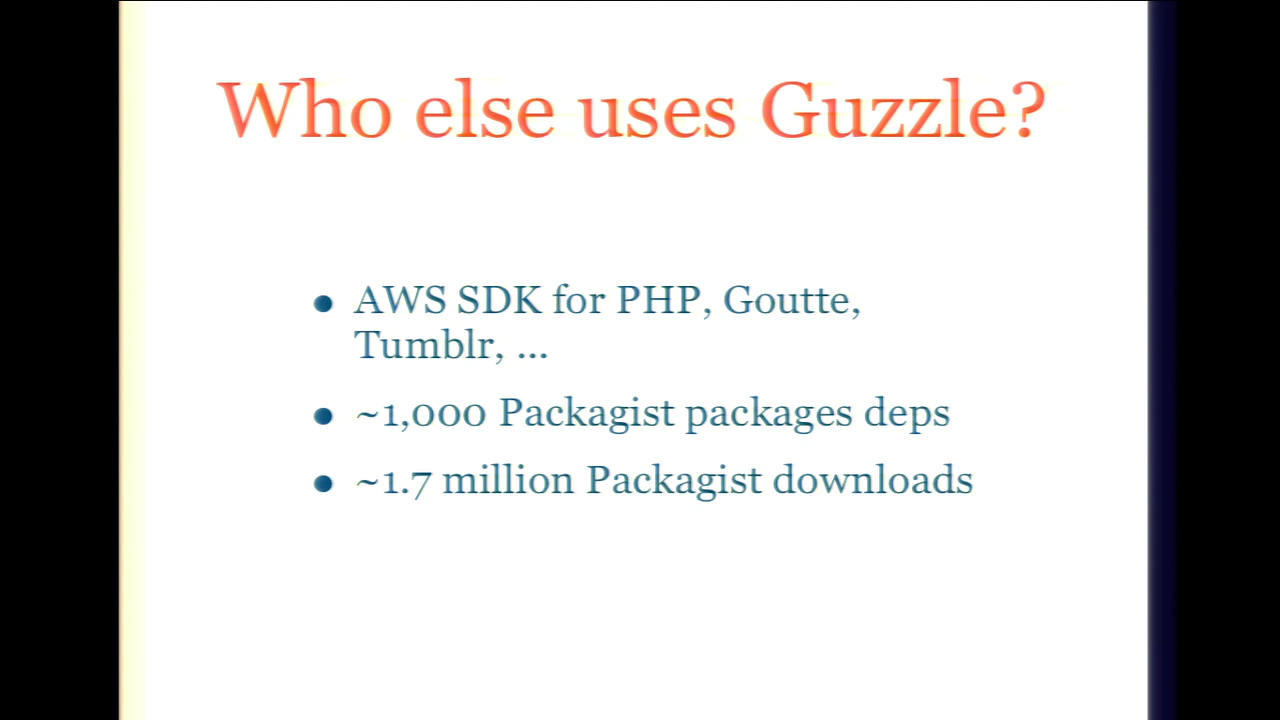 Who else uses Guzzle?
• AWS SDK for PHP, Goutte,
Tumblr, ...
• ~1,000 Packagist packages deps
• ~1.7 million Packagist downloads